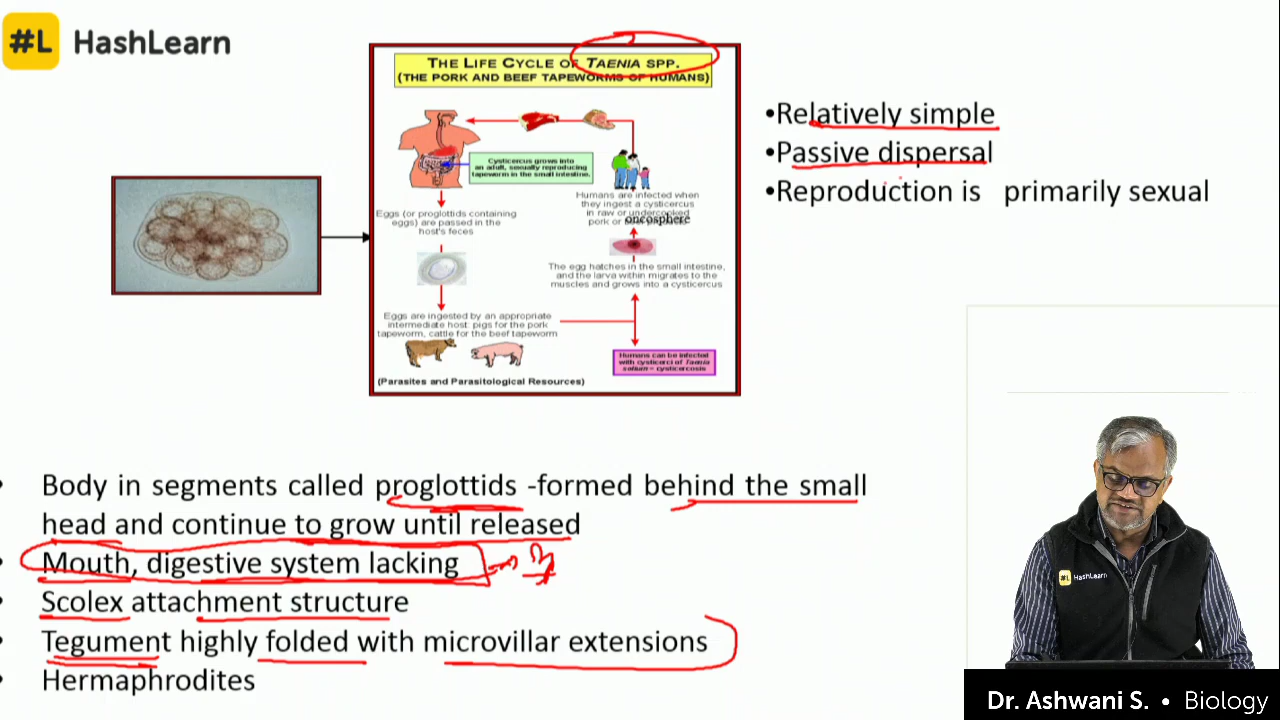 #L HashLearn
THE LIFE CYCLE OF TAENIA SPP.
(THE PORK AND BEEF TAPEWORMS OF HUMANS)
Cysticercus grows into
an adult, sexually reproducing
tapeworm in the small intestine.
Eggs (or proglottids containing
eggs) are passed in the
host's feces
Eggs are ingested by an appropriate
intermediate host: pigs for the pork
tapeworm, cattle for the beef tapeworm
(Parasites and Parasitological Resources)
Humans are infected when
they ingest a cysticercus
in raw or undercooked
pork or beef
oncosphere
The egg hatches in the small intestine,
and the larva within migrates to the
muscles and grows into a cysticercus
Humans can be infected
with cysticerci of Taenia
solium - cysticercosis
•Relatively simple
•Passive dispersal
•Reproduction is primarily sexual
Body in segments called proglottids -formed behind the small
head and continue to grow until released
• Mouth, digestive system lacking
• Scolex attachment structure
• Tegument highly folded with microvillar extensions
• Hermaphrodites
#L HashLearn
Dr. Ashwani S. • Biology